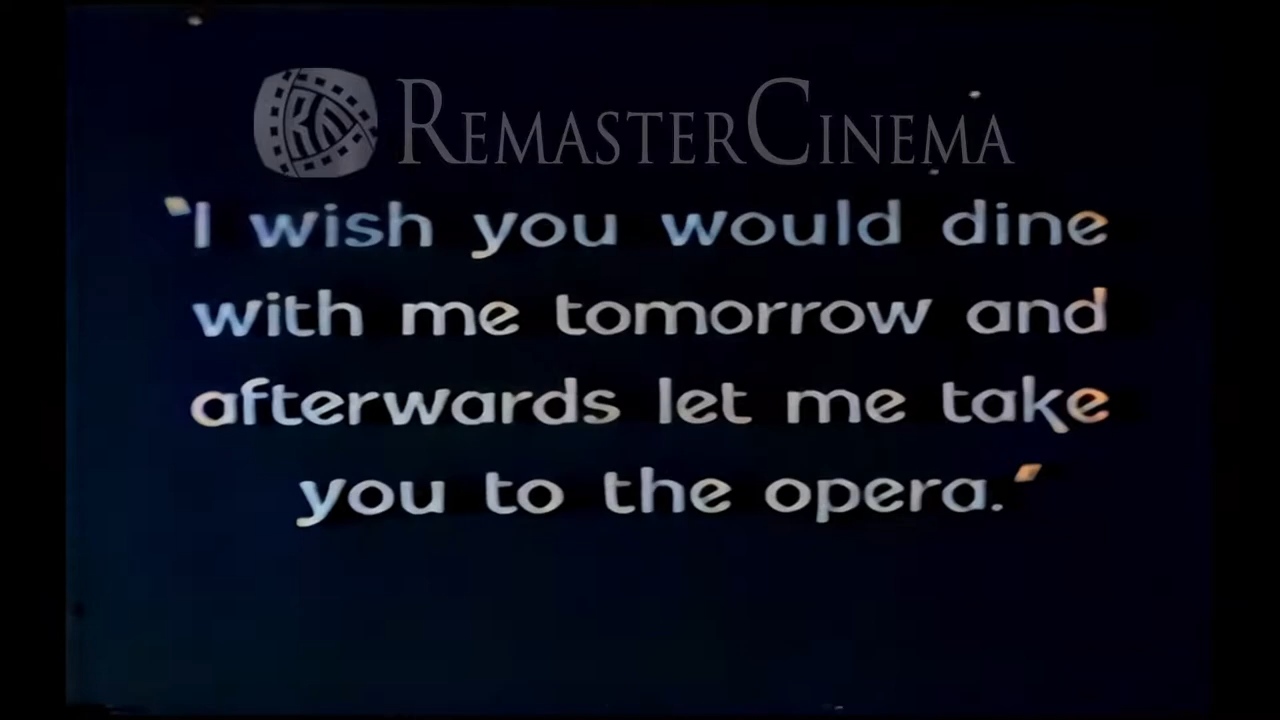 REMASTERCINEMA
"I wish you would dine
with me tomorrow and
afterwards let me take
you to the opera."